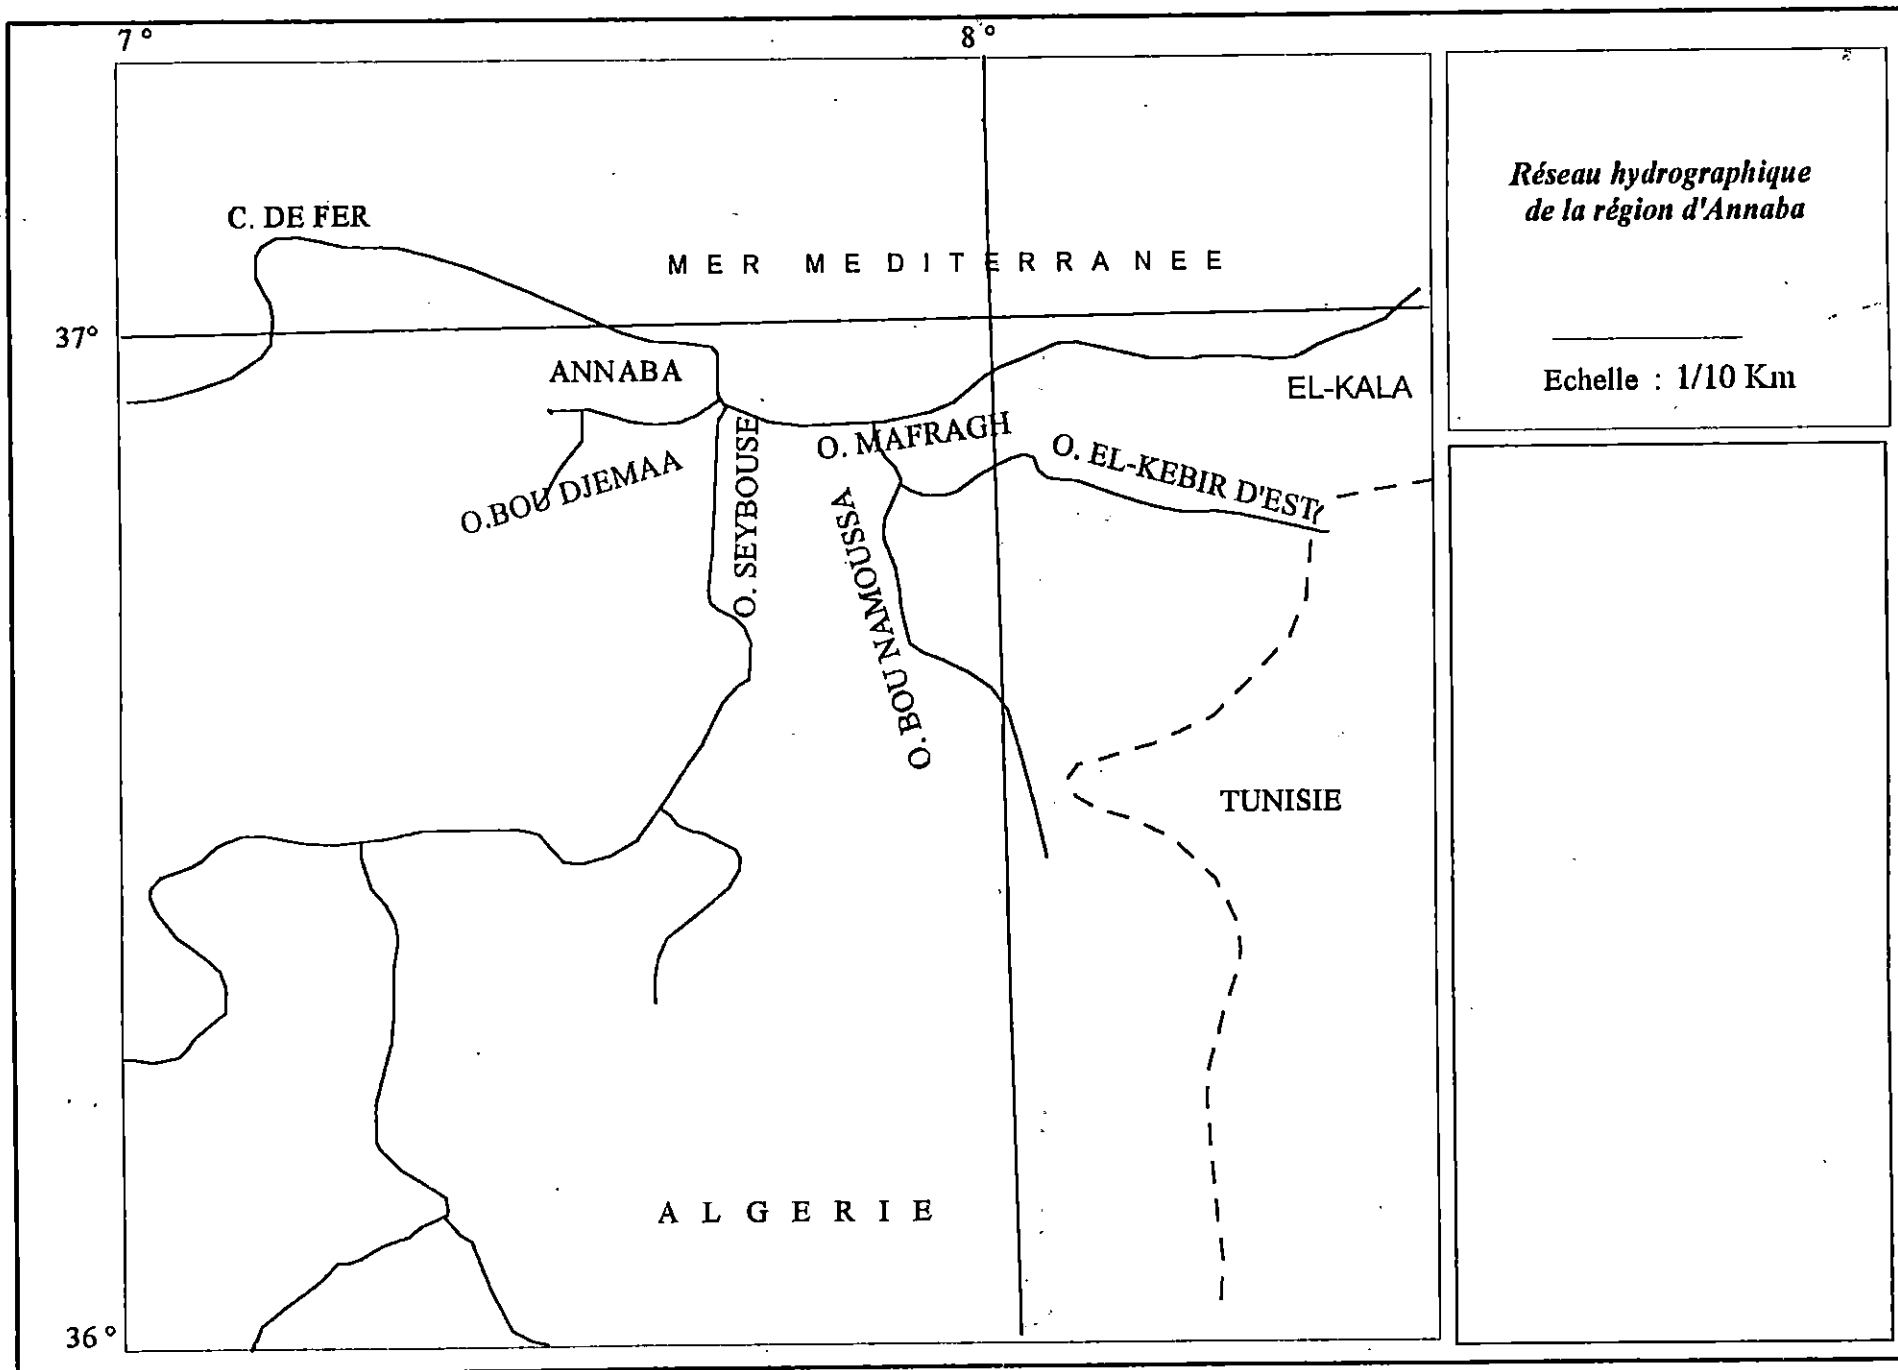 7 °
8 °
Réseau hydrographique
de la région d'Annaba
C. DE FER
MER MEDITERRANEE
37°
ANNABA
EL-KALA
Echelle : 1/10 Km
O. MAFRAGH
O. EL-KEBIR D'EST
O.BOU DJEMAA
O. SEYBOUSE
O. BOU NAMOUSSA
TUNISIE
ALGERIE
36°